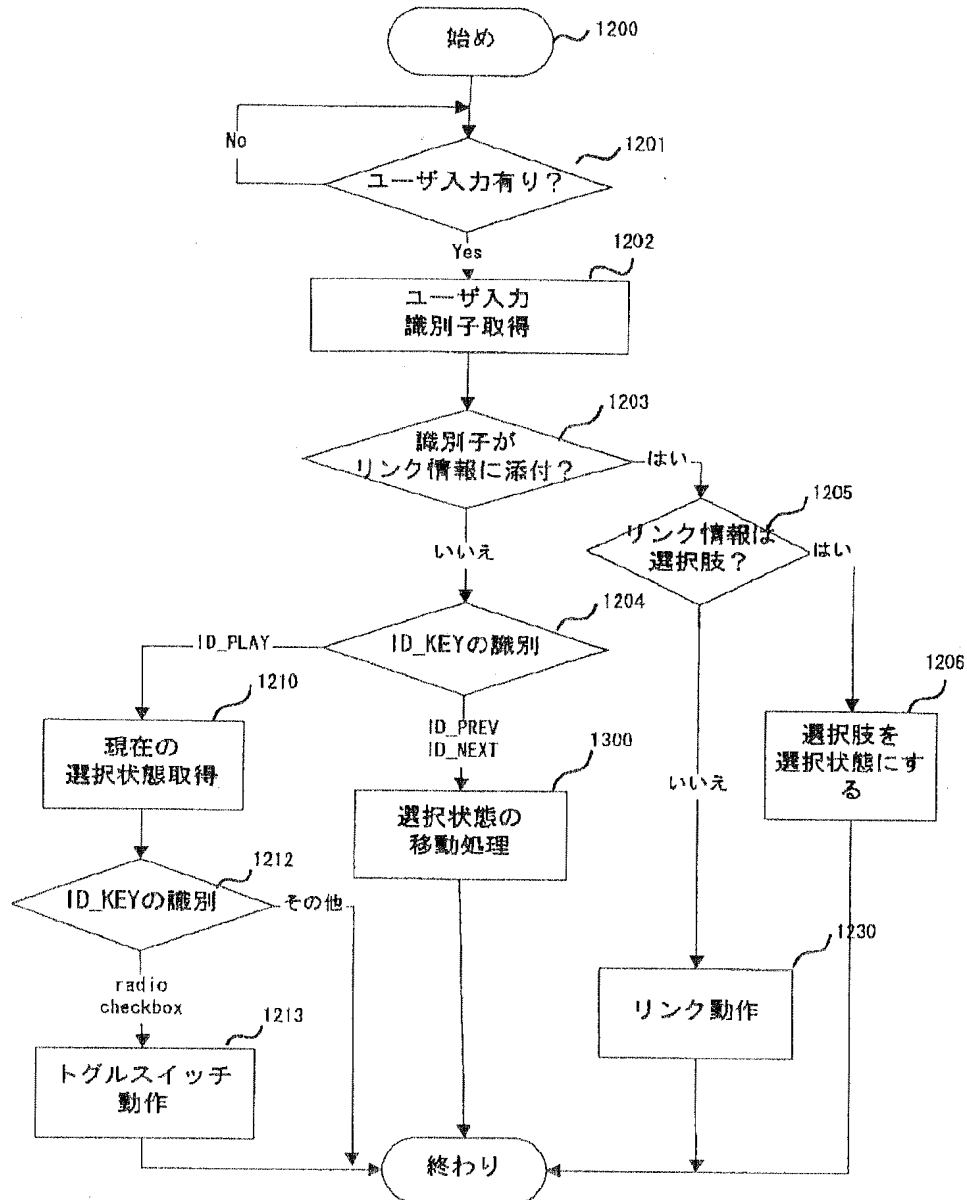 始め
1200
No
1201
ユーザ入力有り？
Yes
1202
ユーザ入力
識別子取得
1203
識別子が
リンク情報に添付？
はい
1205
リンク情報は
選択肢？
はい
いいえ
1204
ID_KEYの識別
ID_PLAY
1210
現在の
選択状態取得
ID_PREV
ID_NEXT
1300
選択状態の
移動処理
いいえ
1206
選択肢を
選択状態にす
る
1212
ID_KEYの識別
その他
radio
checkbox
1213
トグルスイッチ
動作
1230
リンク動作
終わり